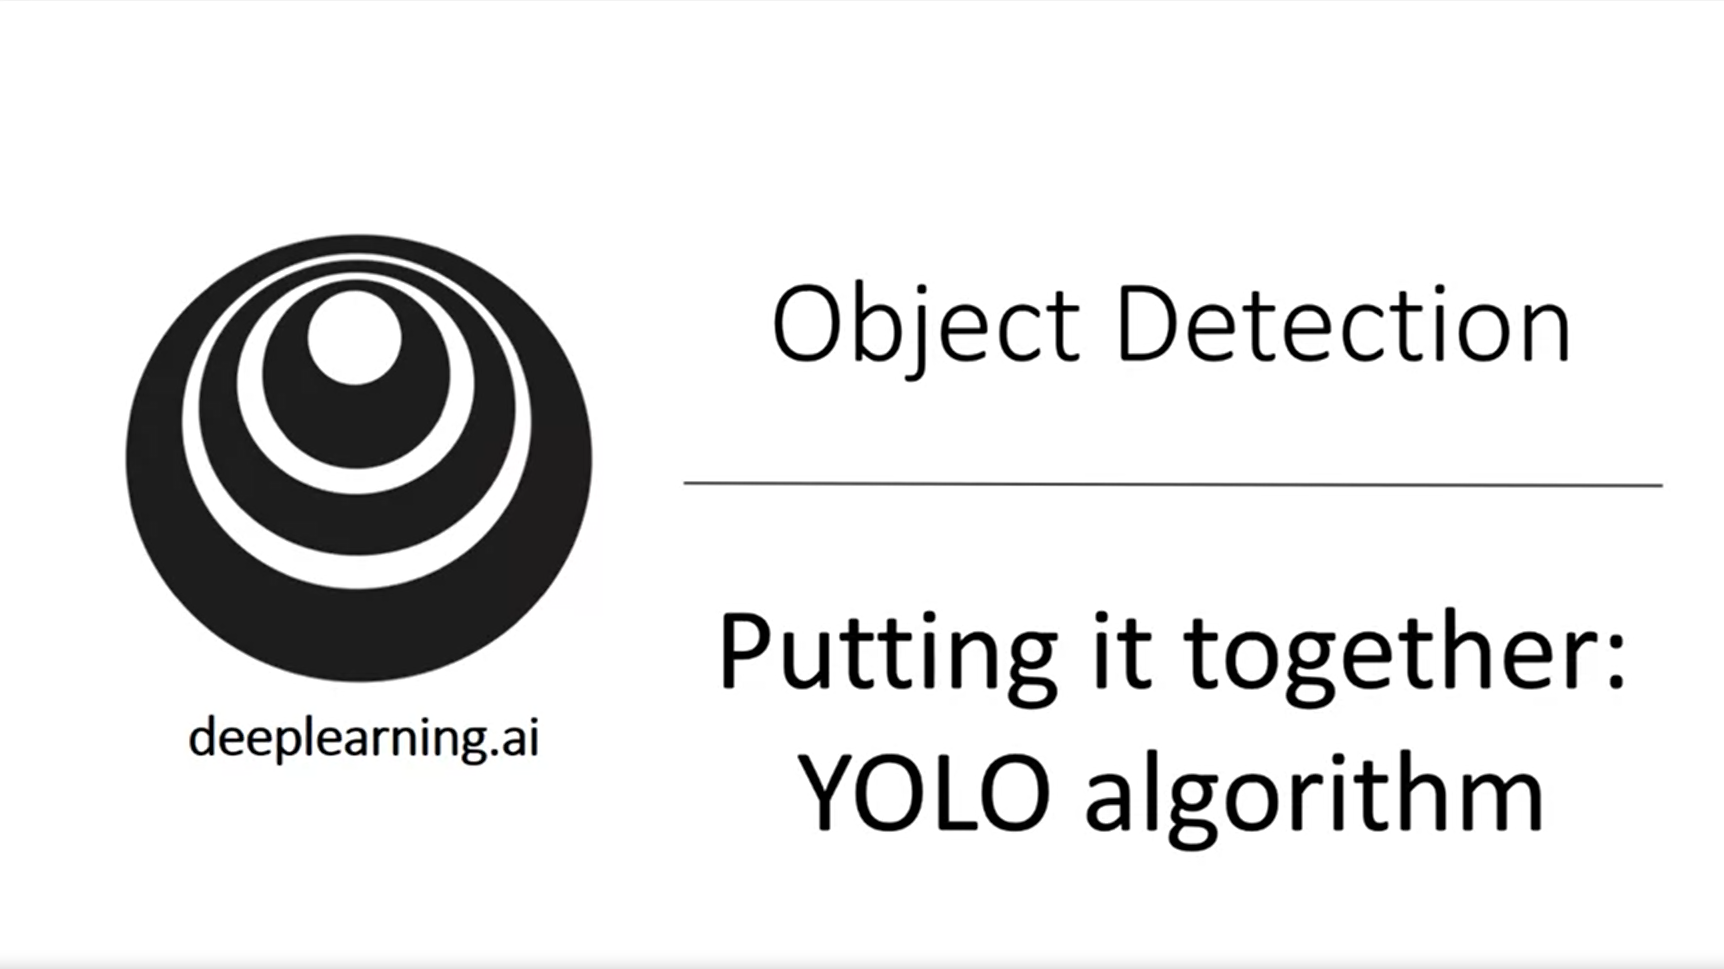 Object Detection
Putting it together:
YOLO algorithm
deeplearning.ai